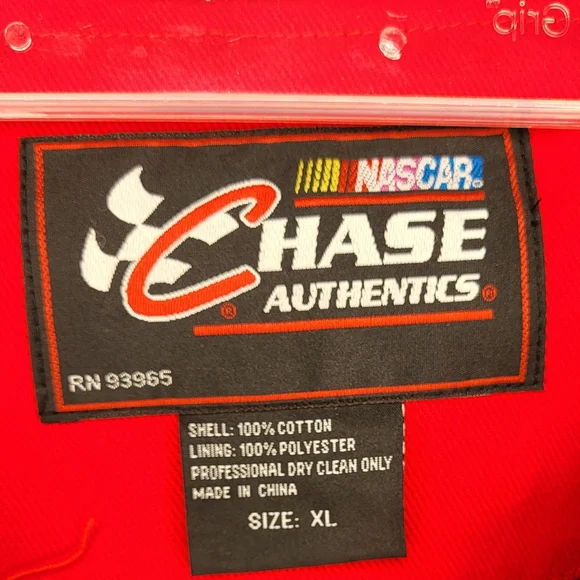 Grip
NASCAR
CHASE
AUTHENTICS®
®
RN 93965
SHELL: 100% COTTON
LINING: 100% POLYESTER
PROFESSIONAL DRY CLEAN ONLY
MADE IN CHINA
SIZE: XL